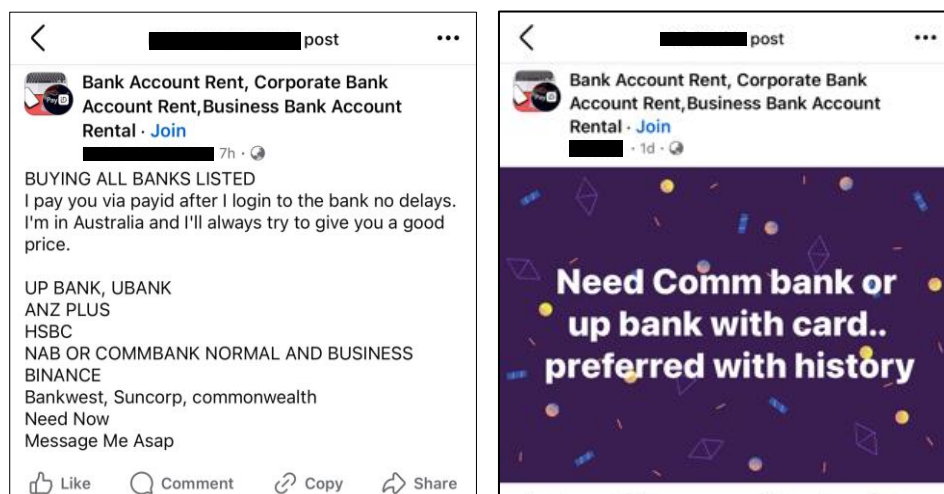 post
Bank Account Rent, Corporate Bank
Account Rent,Business Bank Account
Rental · Join
7h ·
BUYING ALL BANKS LISTED
I pay you via payid after I login to the bank no delays.
I'm in Australia and I'll always try to give you a good
price.
UP BANK, UBANK
ANZ PLUS
HSBC
NAB OR COMMBANK NORMAL AND BUSINESS
BINANCE
Bankwest, Suncorp, commonwealth
Need Now
Message Me Asap
Like Comment Copy Share
post
Bank Account Rent, Corporate Bank
Account Rent,Business Bank Account
Rental · Join
· 1d ·
Need Comm bank or
up bank with card..
preferred with history